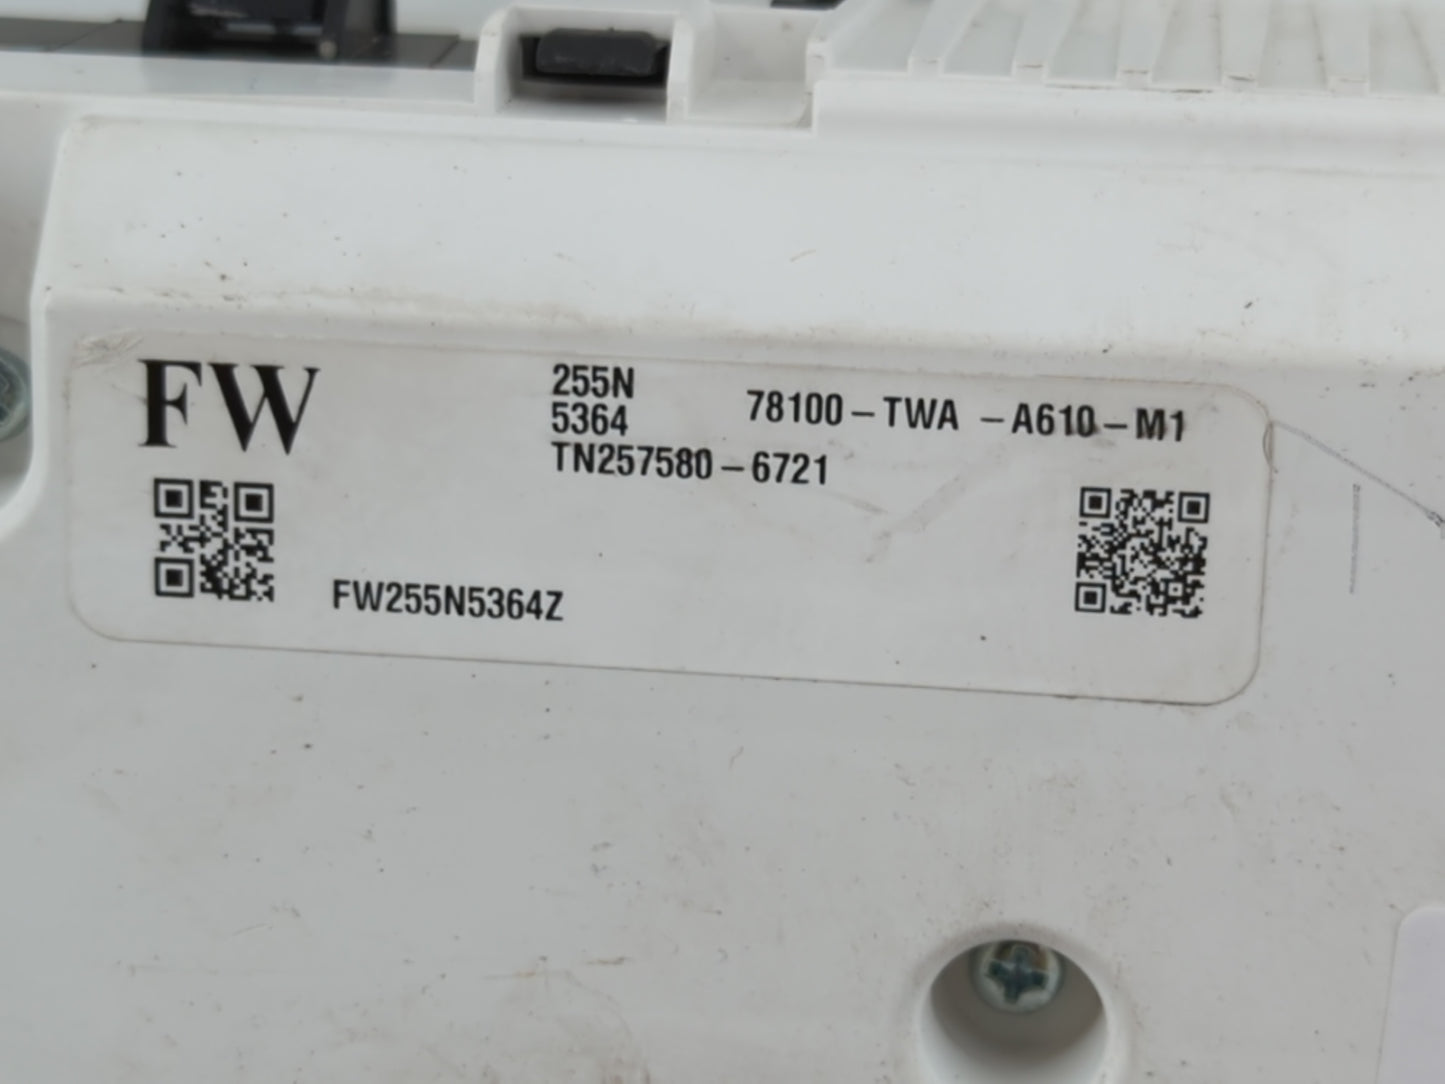 FW
255N
5364
78100-TWA -A610-M1
TN257580-6721
FW255N5364Z